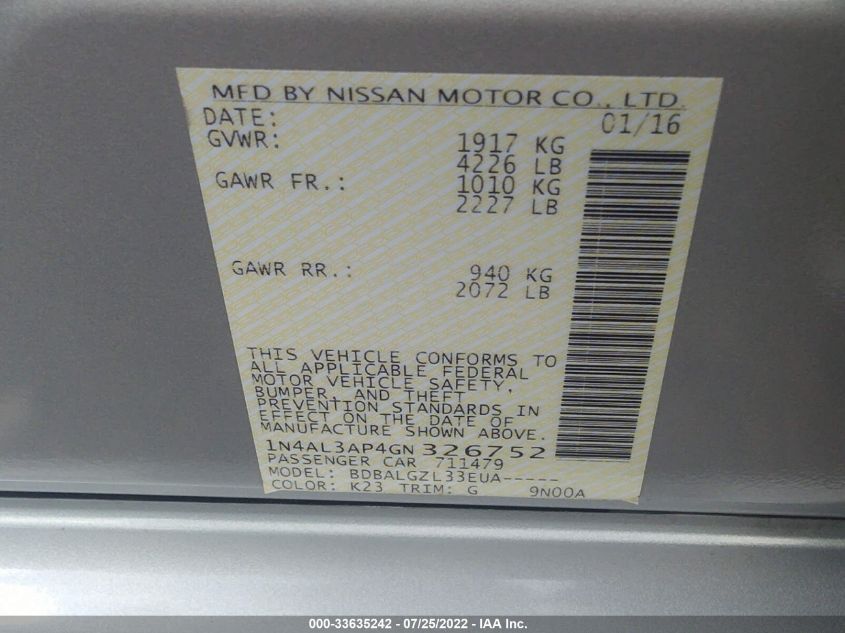 MFD BY NISSAN MOTOR CO., LTD.
DATE: 01/16
GVWR: 1917 KG
4226 LB
GAWR FR.: 1010 KG
2227 LB
GAWR RR.: 940 KG
2072 LB
THIS VEHICLE CONFORMS TO
ALL APPLICABLE FEDERAL
MOTOR VEHICLE SAFETY,
BUMPER, AND THEFT
PREVENTION STANDARDS IN
EFFECT ON THE DATE OF
MANUFACTURE SHOWN ABOVE.
1N4AL3AP4GN326752
PASSENGER CAR 711479
MODEL: BDBALGZL33EUA-----
COLOR: K23 TRIM: G 9N00A
000-33635242 - 07/25/2022 - IAA Inc.